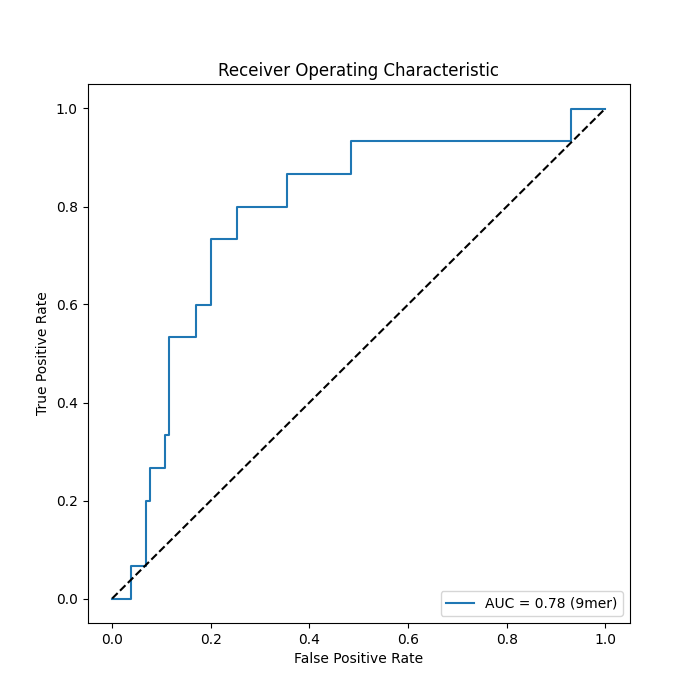 Receiver Operating Characteristic
1.0
0.8
0.6
0.4
0.2
0.0
True Positive Rate
AUC = 0.78 (9mer)
0.0 0.2 0.4 0.6 0.8 1.0
False Positive Rate